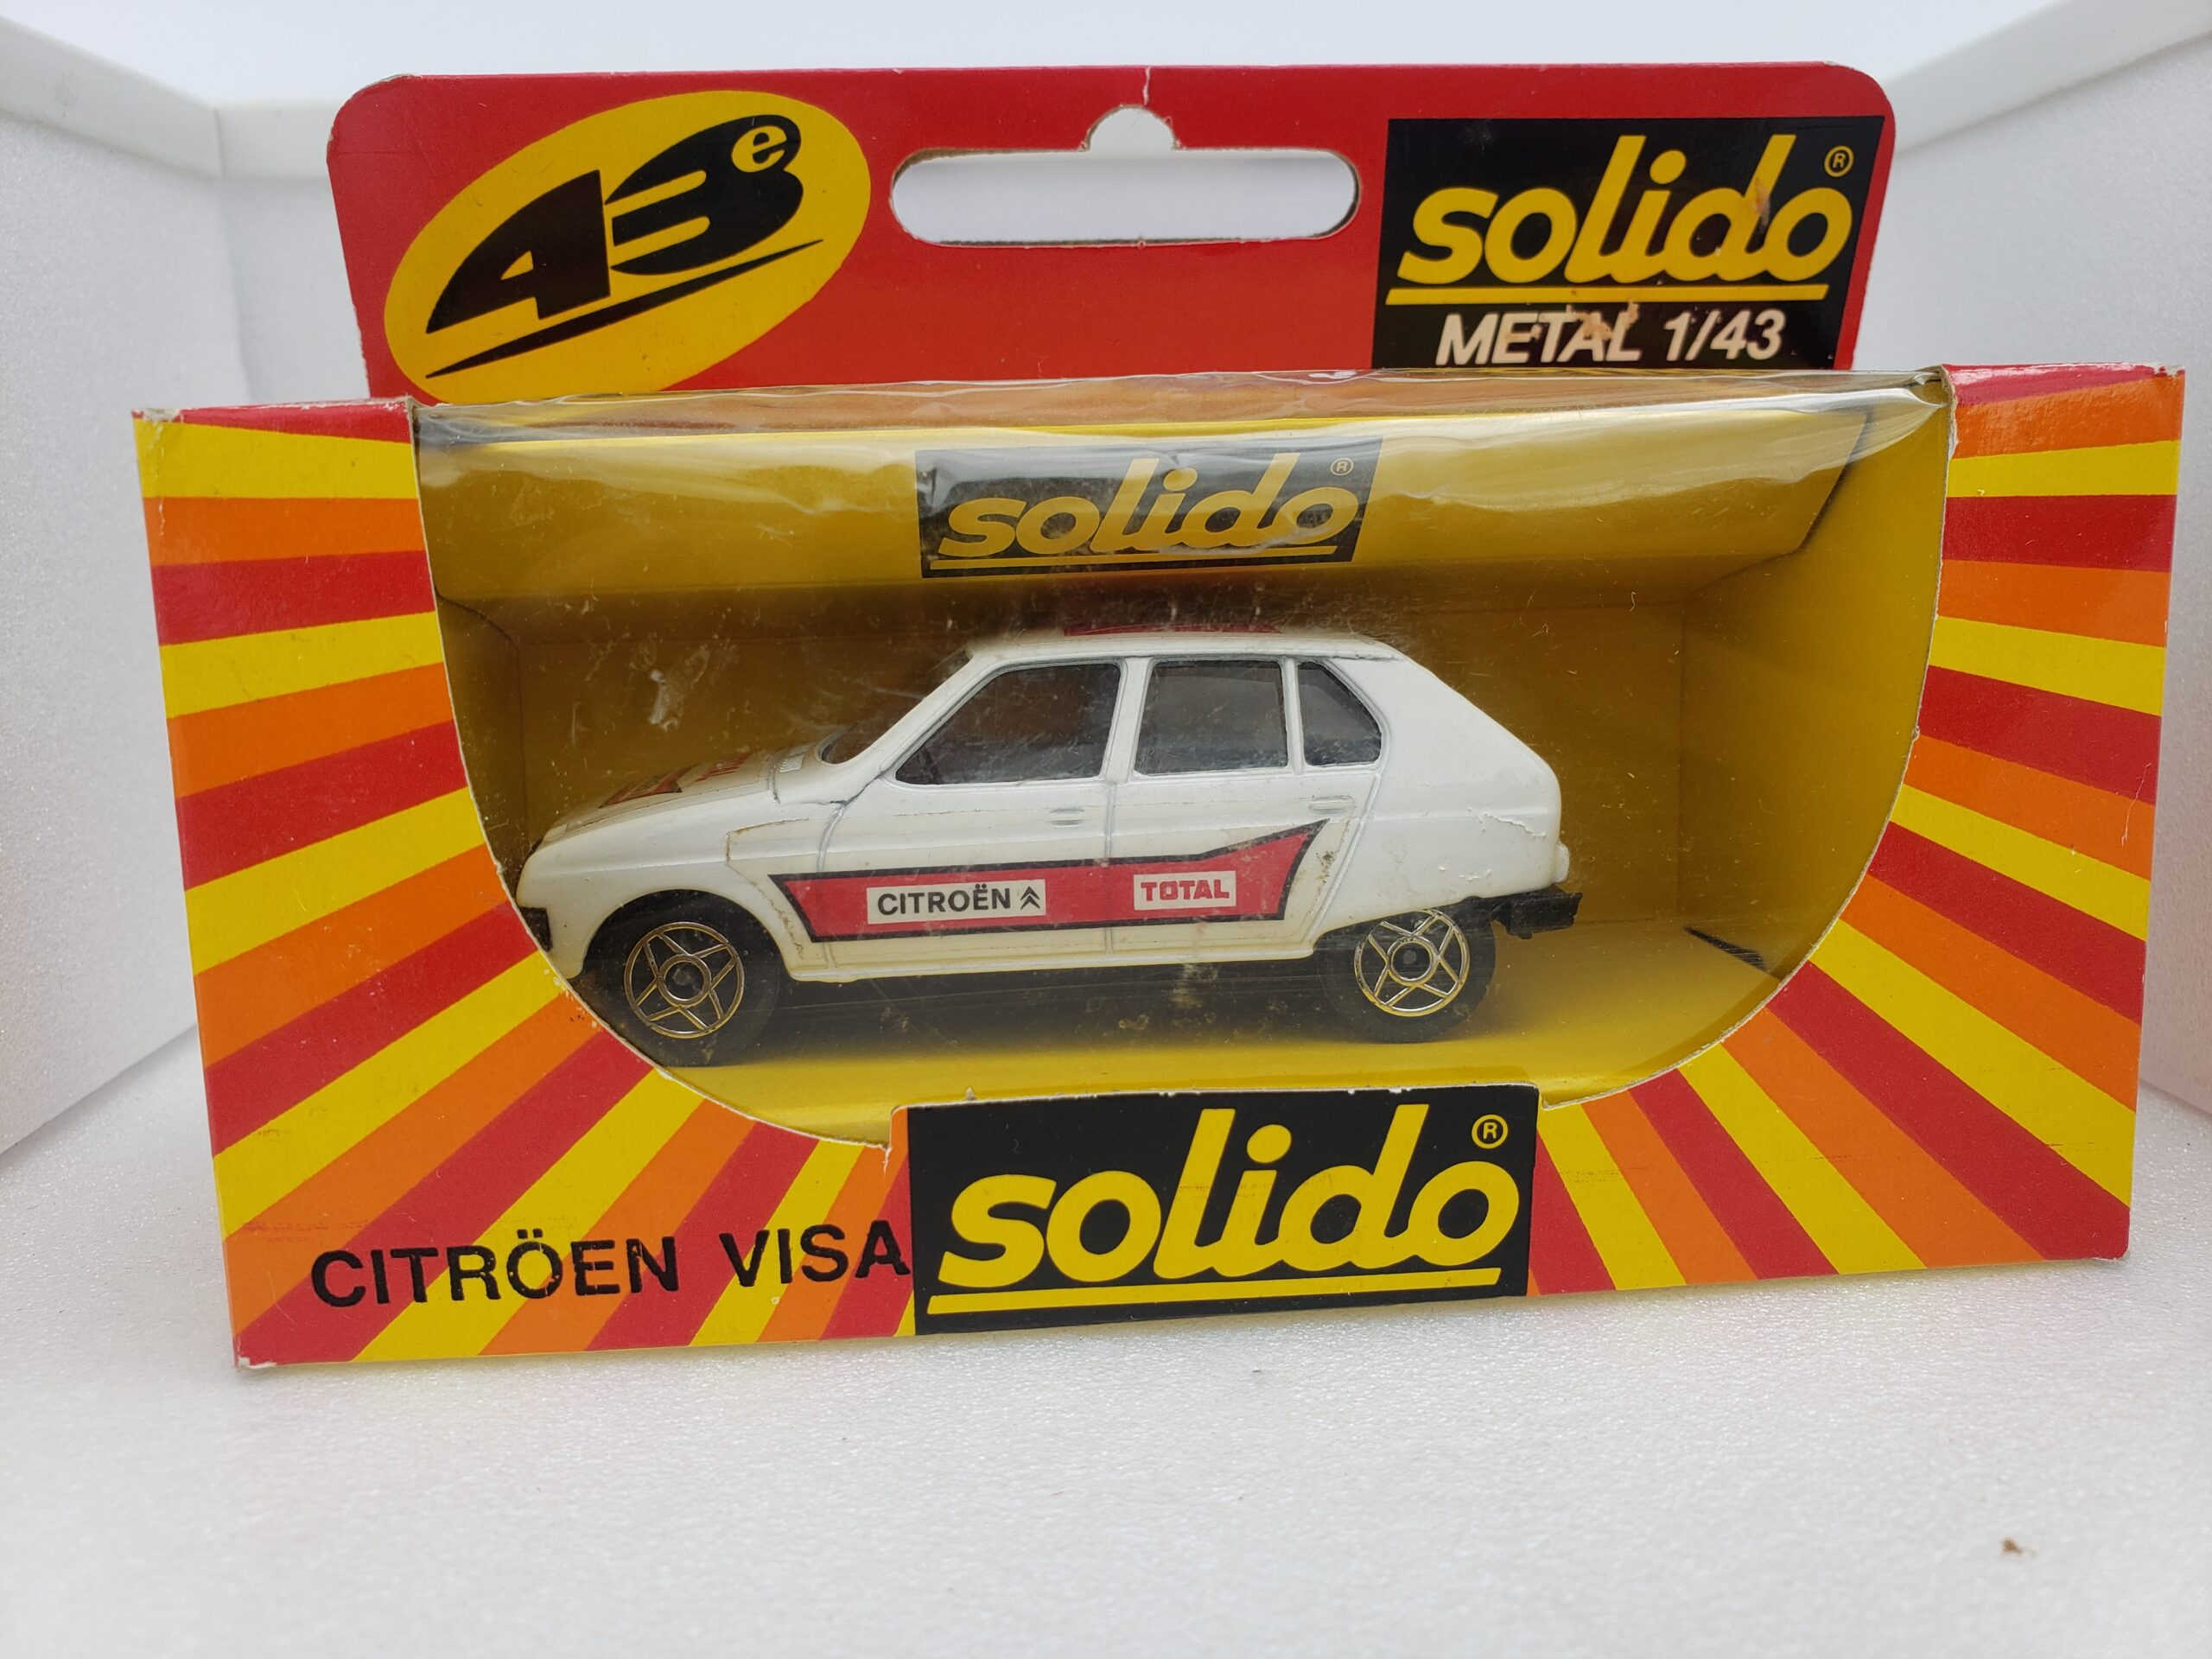 43e
solido®
METAL 1/43
solido®
CITROËN
TOTAL
CITRÖEN VISA
solido®